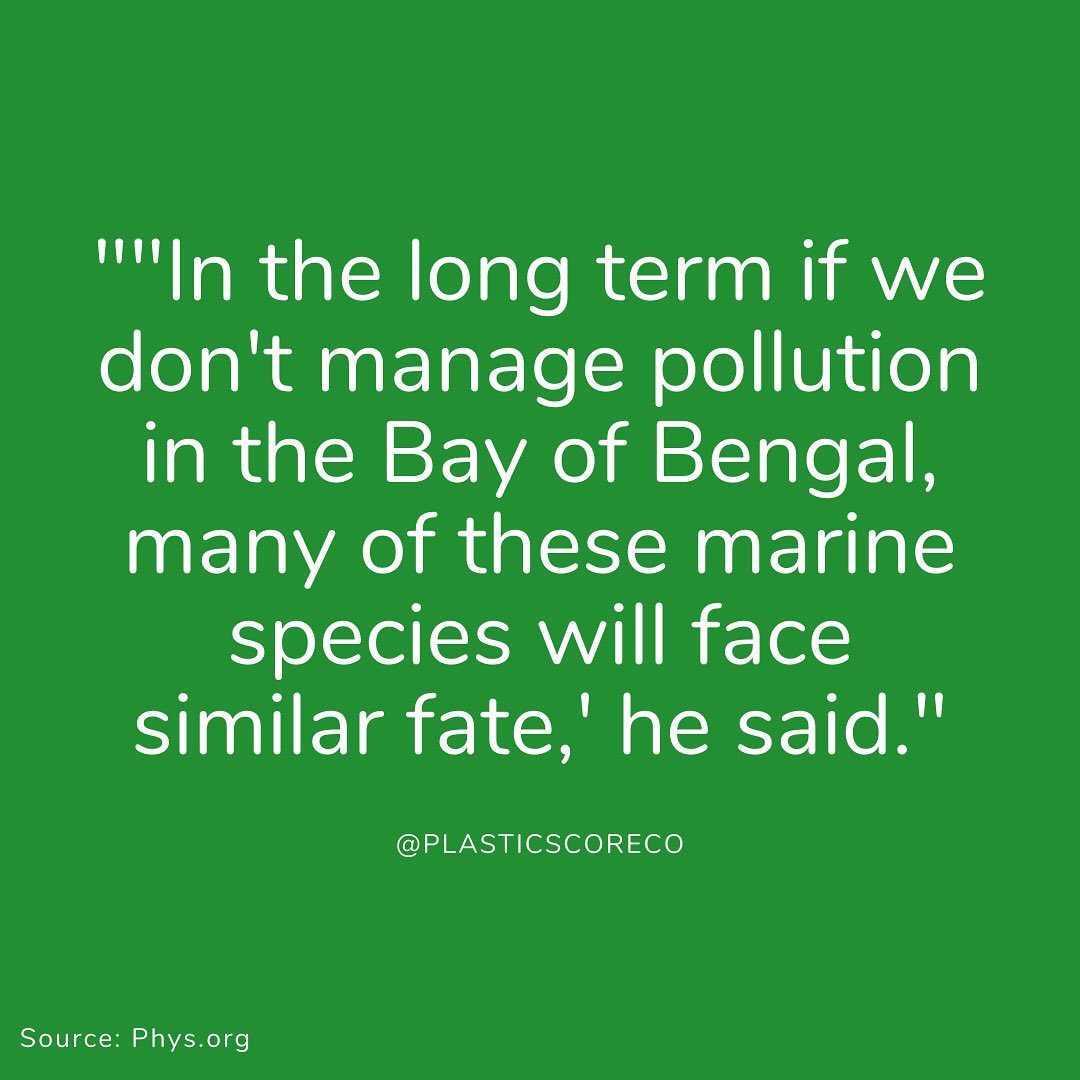 ""'In the long term if we
don't manage pollution
in the Bay of Bengal,
many of these marine
species will face
similar fate,' he said."
@PLASTICSCORECO
Source: Phys.org